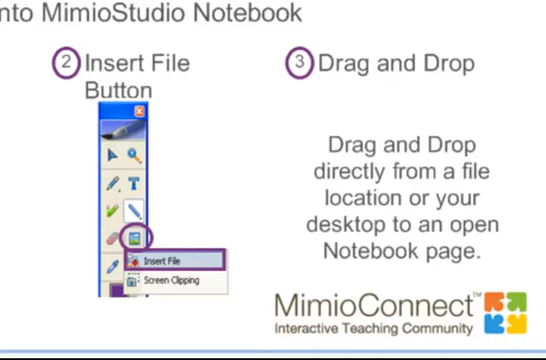 nto MimioStudio Notebook
2 Insert File
Button
T
Insert File
Screen Clipping
3 Drag and Drop
Drag and Drop
directly from a file
location or your
desktop to an open
Notebook page.
MimioConnect™
Interactive Teaching Community